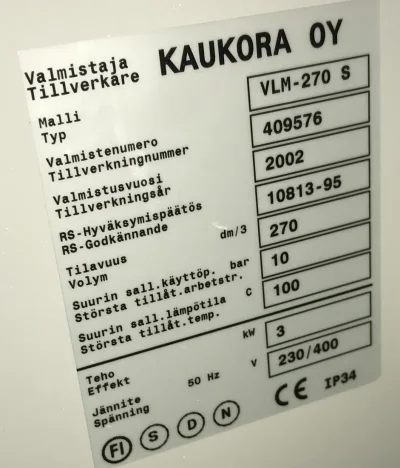 Valmistaja
Tillverkare KAUKORA OY
Malli
Typ VLM-270 S
Valmistenumero
Tillverkningnummer 409576
Valmistusvuosi
Tillverkningsår 2002
RS-Hyväksymispäätös
RS-Godkännande 10813-95
Tilavuus
Volym dm/3 270
Suurin sall.käyttöp. bar 10
Största tillåt.arbetstr.
Suurin sall.lämpötila C 100
Största tillåt.temp.
Teho
Effekt kW 3
Jännite
Spänning 50 Hz V 230/400
FI S D N CE IP34